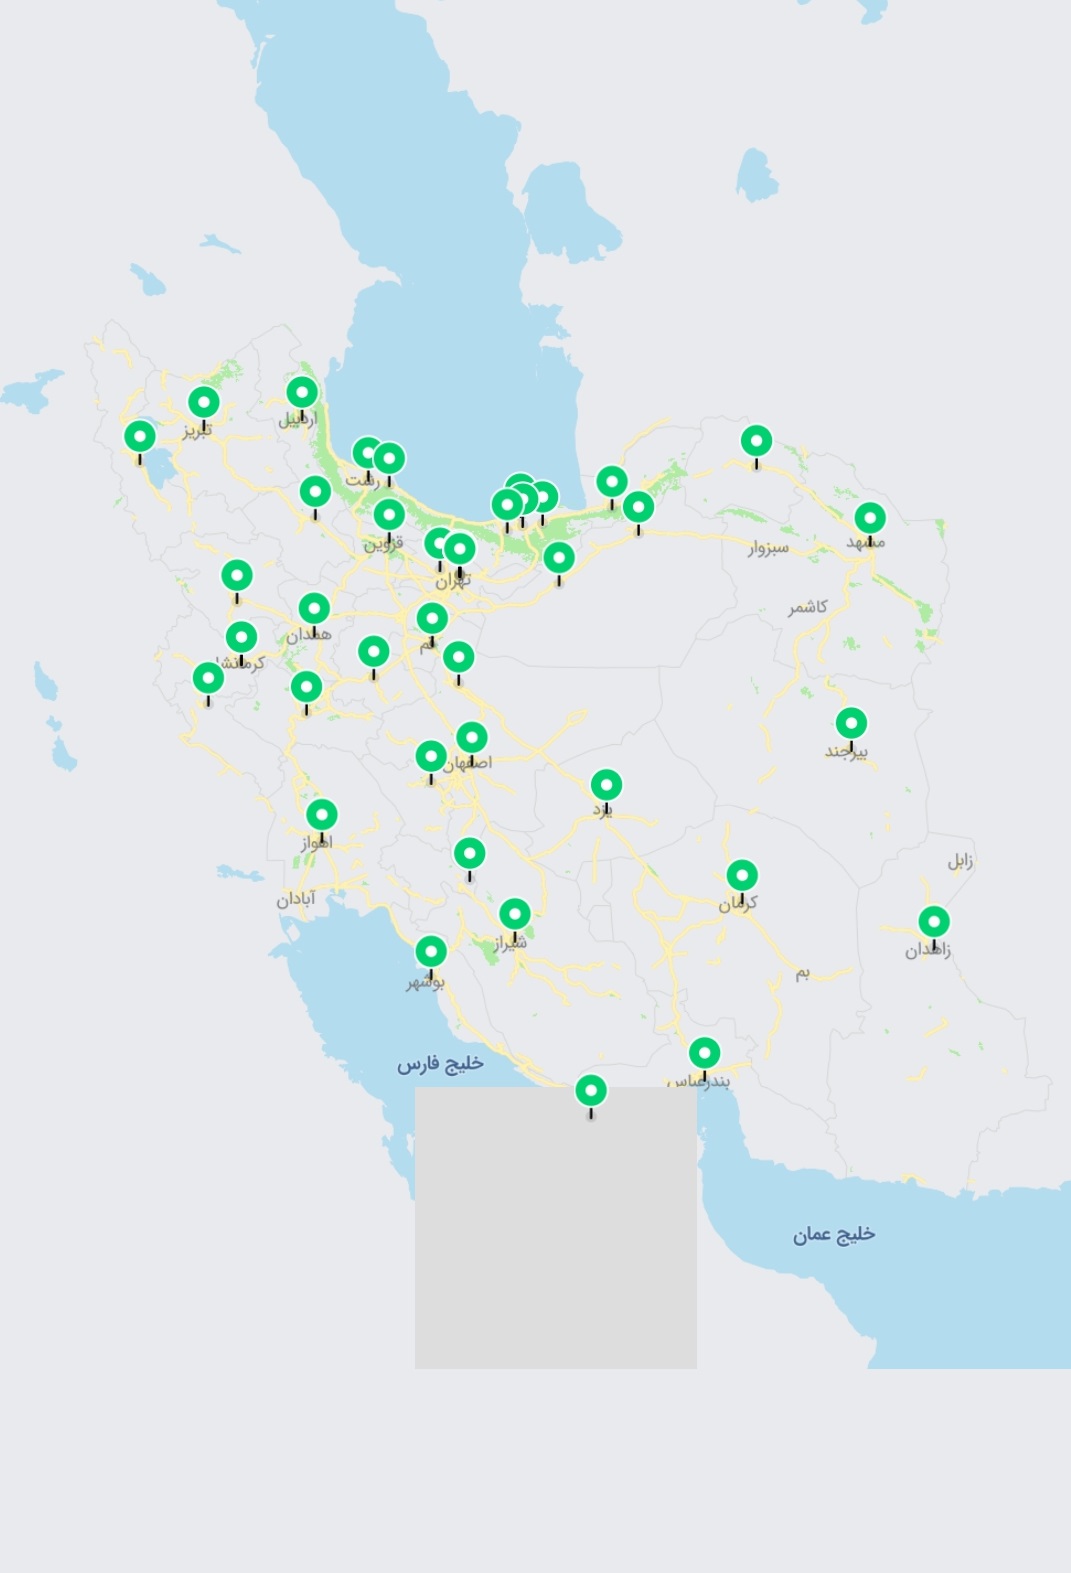 اردبیل
تبریز
رشت
قزوین
مشهد
سبزوار
تهران
کاشمر
همدان
قم
بیرجند
اصفهان
یزد
اهواز
زابل
آبادان
کرمان
شیراز
زاهدان
بم
بوشهر
خلیج فارس
بندرعباس
خلیج عمان